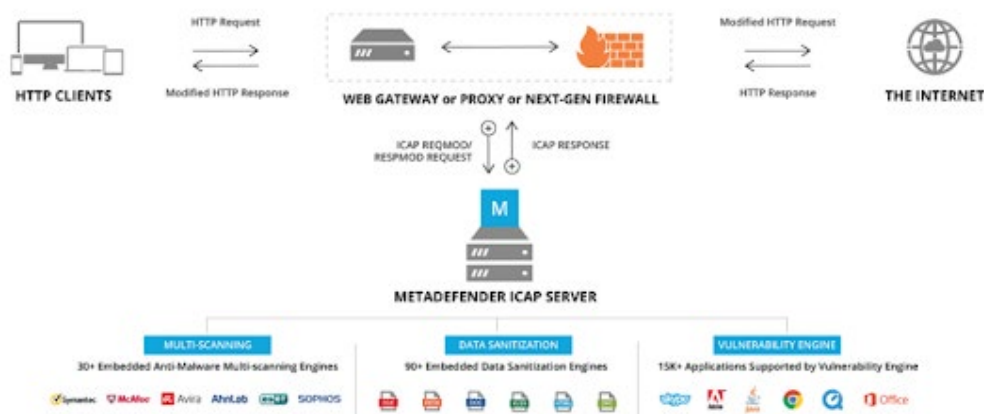 HTTP Request
Modified HTTP Request
HTTP CLIENTS
Modified HTTP Response
WEB GATEWAY or PROXY or NEXT-GEN FIREWALL
HTTP Response
THE INTERNET
ICAP REQMOD/
RESPMOD REQUEST
ICAP RESPONSE
M
METADEFENDER ICAP SERVER
MULTI-SCANNING
DATA SANITIZATION
VULNERABILITY ENGINE
30+ Embedded Anti-Malware Multi-scanning Engines
90+ Embedded Data Sanitization Engines
15K+ Applications Supported by Vulnerability Engine
Symantec McAfee Avira AhnLab eset SOPHOS
skype Java Office